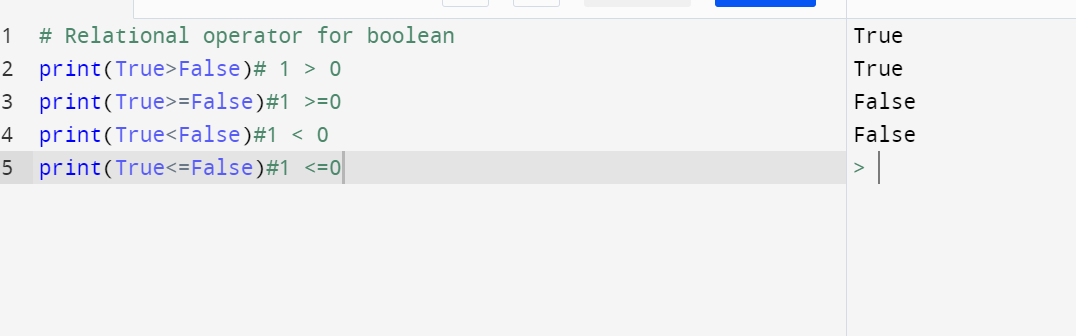 1 # Relational operator for boolean
2 print(True>False)# 1 > 0
3 print(True>=False)#1 >=0
4 print(True<False)#1 < 0
5 print(True<=False)#1 <=0
True
True
False
False
>